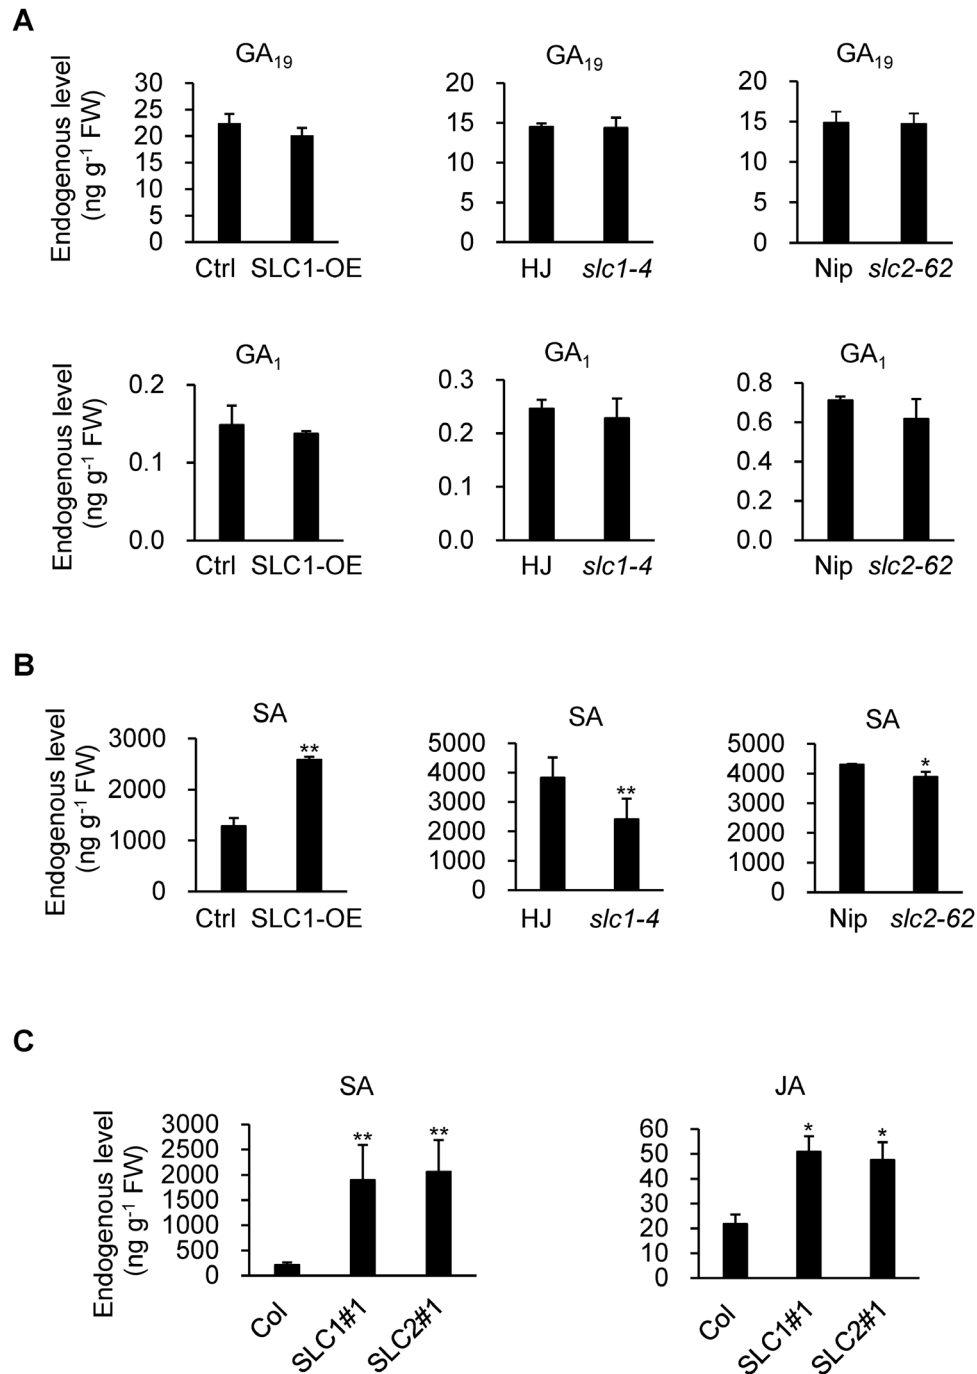 A
GA19 GA19 GA19
Endogenous level
(ng g-1 FW)
30 25 20 15 10 5 0
20 15 10 5 0
20 15 10 5 0
Ctrl SLC1-OE HJ slc1-4 Nip slc2-62
GA1 GA1 GA1
Endogenous level
(ng g-1 FW)
0.2 0.1 0.0
0.3 0.2 0.1 0.0
0.8 0.6 0.4 0.2 0.0
Ctrl SLC1-OE HJ slc1-4 Nip slc2-62
B
SA SA SA
Endogenous level
(ng g-1 FW)
3000 2000 1000 0
5000 4000 3000 2000 1000 0
5000 4000 3000 2000 1000 0
** ** *
Ctrl SLC1-OE HJ slc1-4 Nip slc2-62
C
SA JA
Endogenous level
(ng g-1 FW)
3000 2500 2000 1500 1000 500 0
** **
60 50 40 30 20 10 0
* *
Col SLC1#1 SLC2#1 Col SLC1#1 SLC2#1